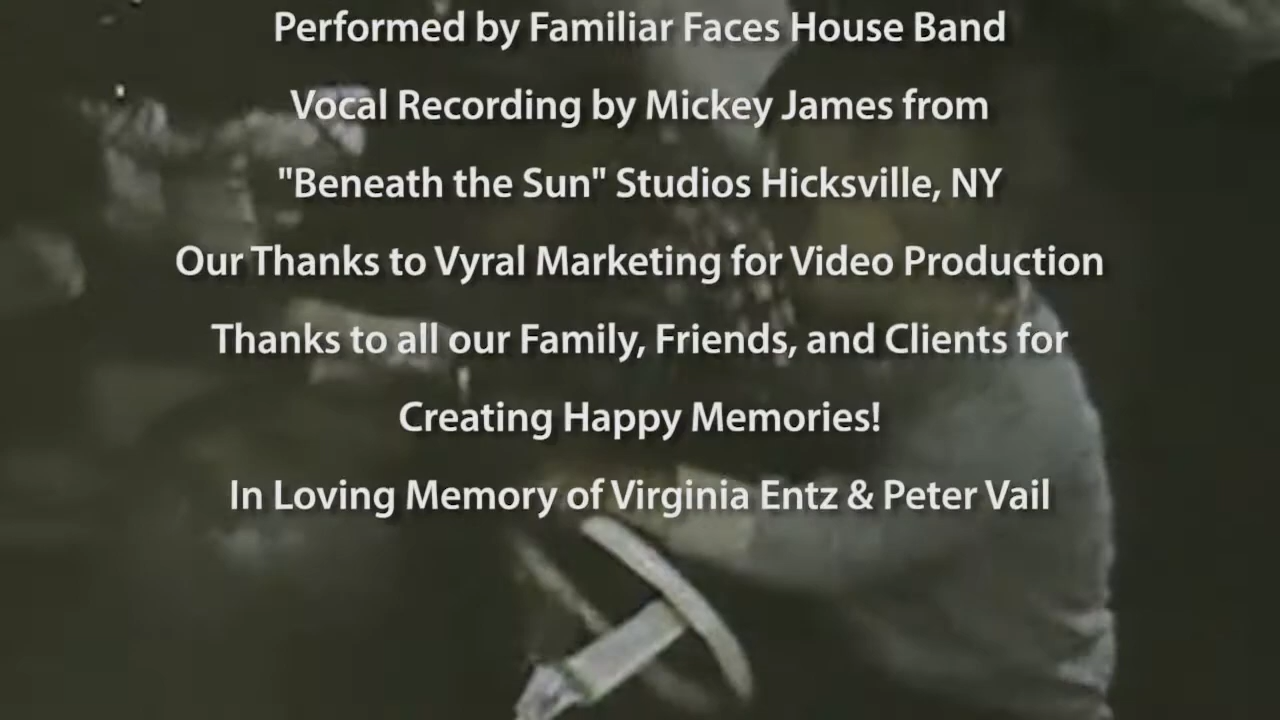 Performed by Familiar Faces House Band
Vocal Recording by Mickey James from
"Beneath the Sun" Studios Hicksville, NY
Our Thanks to Vyral Marketing for Video Production
Thanks to all our Family, Friends, and Clients for
Creating Happy Memories!
In Loving Memory of Virginia Entz & Peter Vail